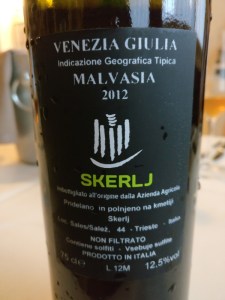 VENEZIA GIULIA
Indicazione Geografica Tipica
MALVASIA
2012
SKERLJ
Imbottigliato all'origine dalla Azienda Agricola
Pridelano in polnjeno na kmetiji
Skerlj
Loc. Sales/Salež, 44 - Trieste - Italia
NON FILTRATO
Contiene solfiti - Vsebuje sulfite
PRODOTTO IN ITALIA
75 cl e L 12M 12.5%vol